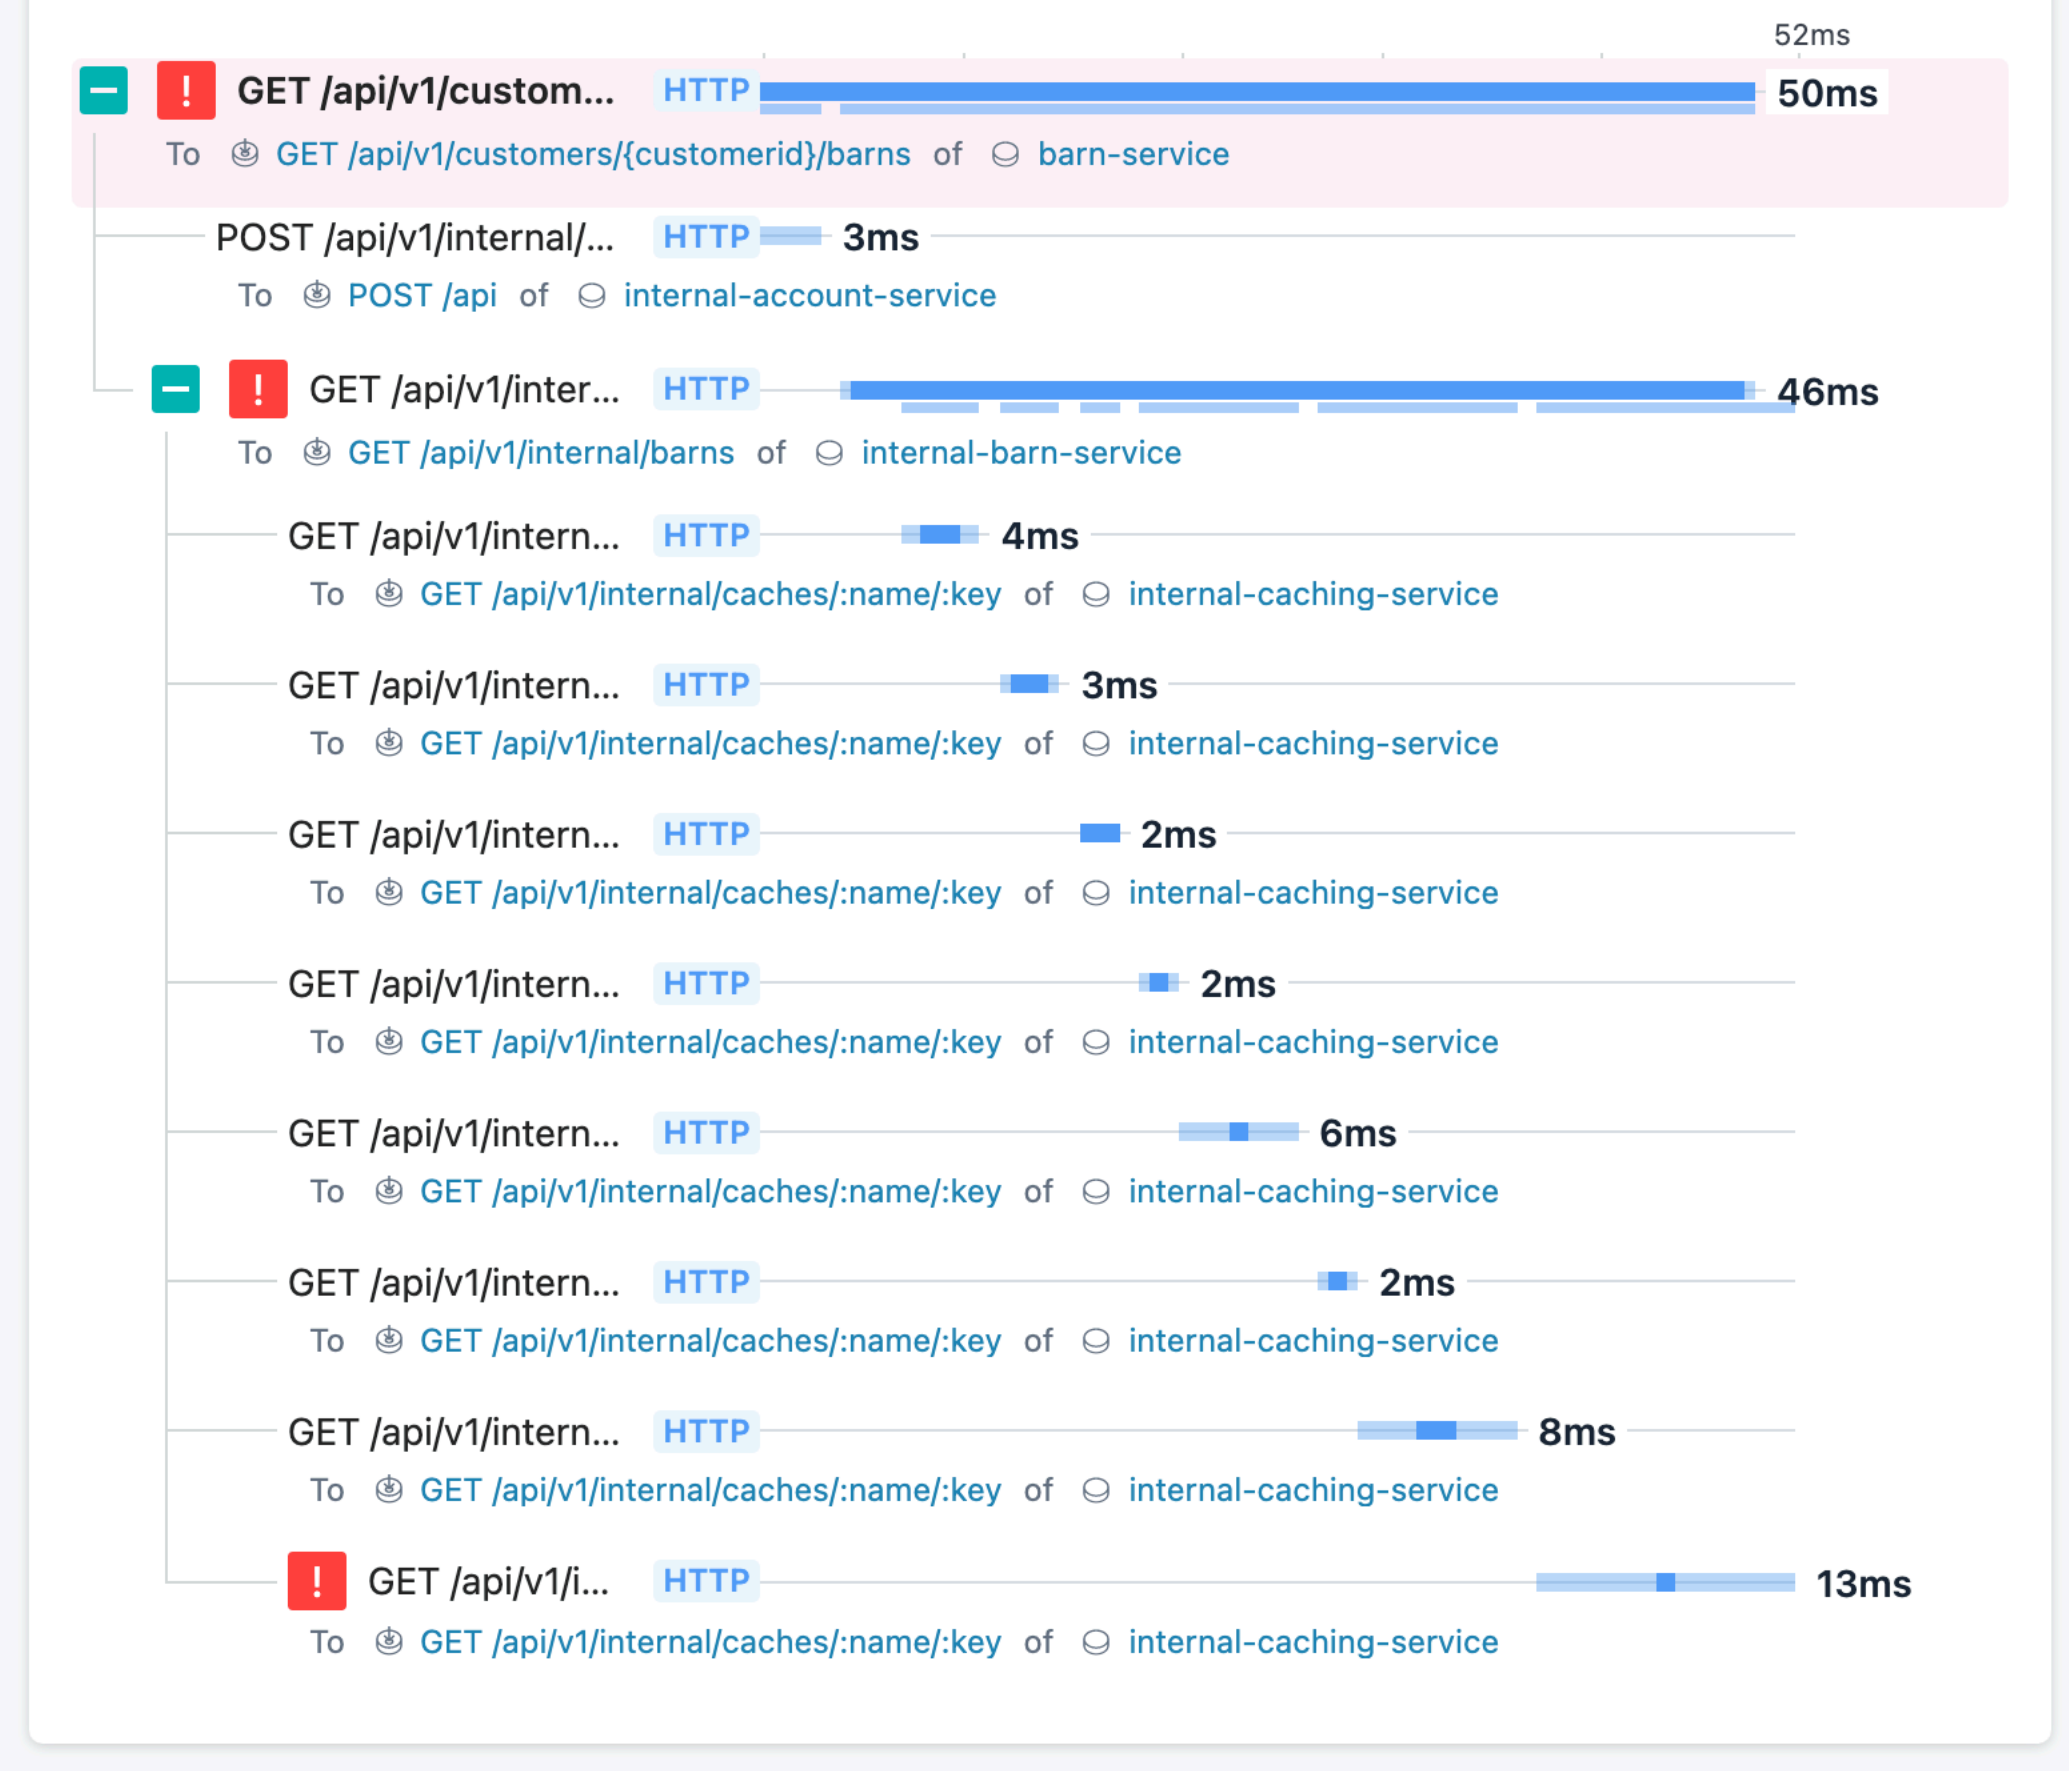 52ms
! GET /api/v1/custom... HTTP 50ms
To GET /api/v1/customers/{customerid}/barns of barn-service
POST /api/v1/internal/... HTTP 3ms
To POST /api of internal-account-service
! GET /api/v1/inter... HTTP 46ms
To GET /api/v1/internal/barns of internal-barn-service
GET /api/v1/intern... HTTP 4ms
To GET /api/v1/internal/caches/:name/:key of internal-caching-service
GET /api/v1/intern... HTTP 3ms
To GET /api/v1/internal/caches/:name/:key of internal-caching-service
GET /api/v1/intern... HTTP 2ms
To GET /api/v1/internal/caches/:name/:key of internal-caching-service
GET /api/v1/intern... HTTP 2ms
To GET /api/v1/internal/caches/:name/:key of internal-caching-service
GET /api/v1/intern... HTTP 6ms
To GET /api/v1/internal/caches/:name/:key of internal-caching-service
GET /api/v1/intern... HTTP 2ms
To GET /api/v1/internal/caches/:name/:key of internal-caching-service
GET /api/v1/intern... HTTP 8ms
To GET /api/v1/internal/caches/:name/:key of internal-caching-service
! GET /api/v1/i... HTTP 13ms
To GET /api/v1/internal/caches/:name/:key of internal-caching-service